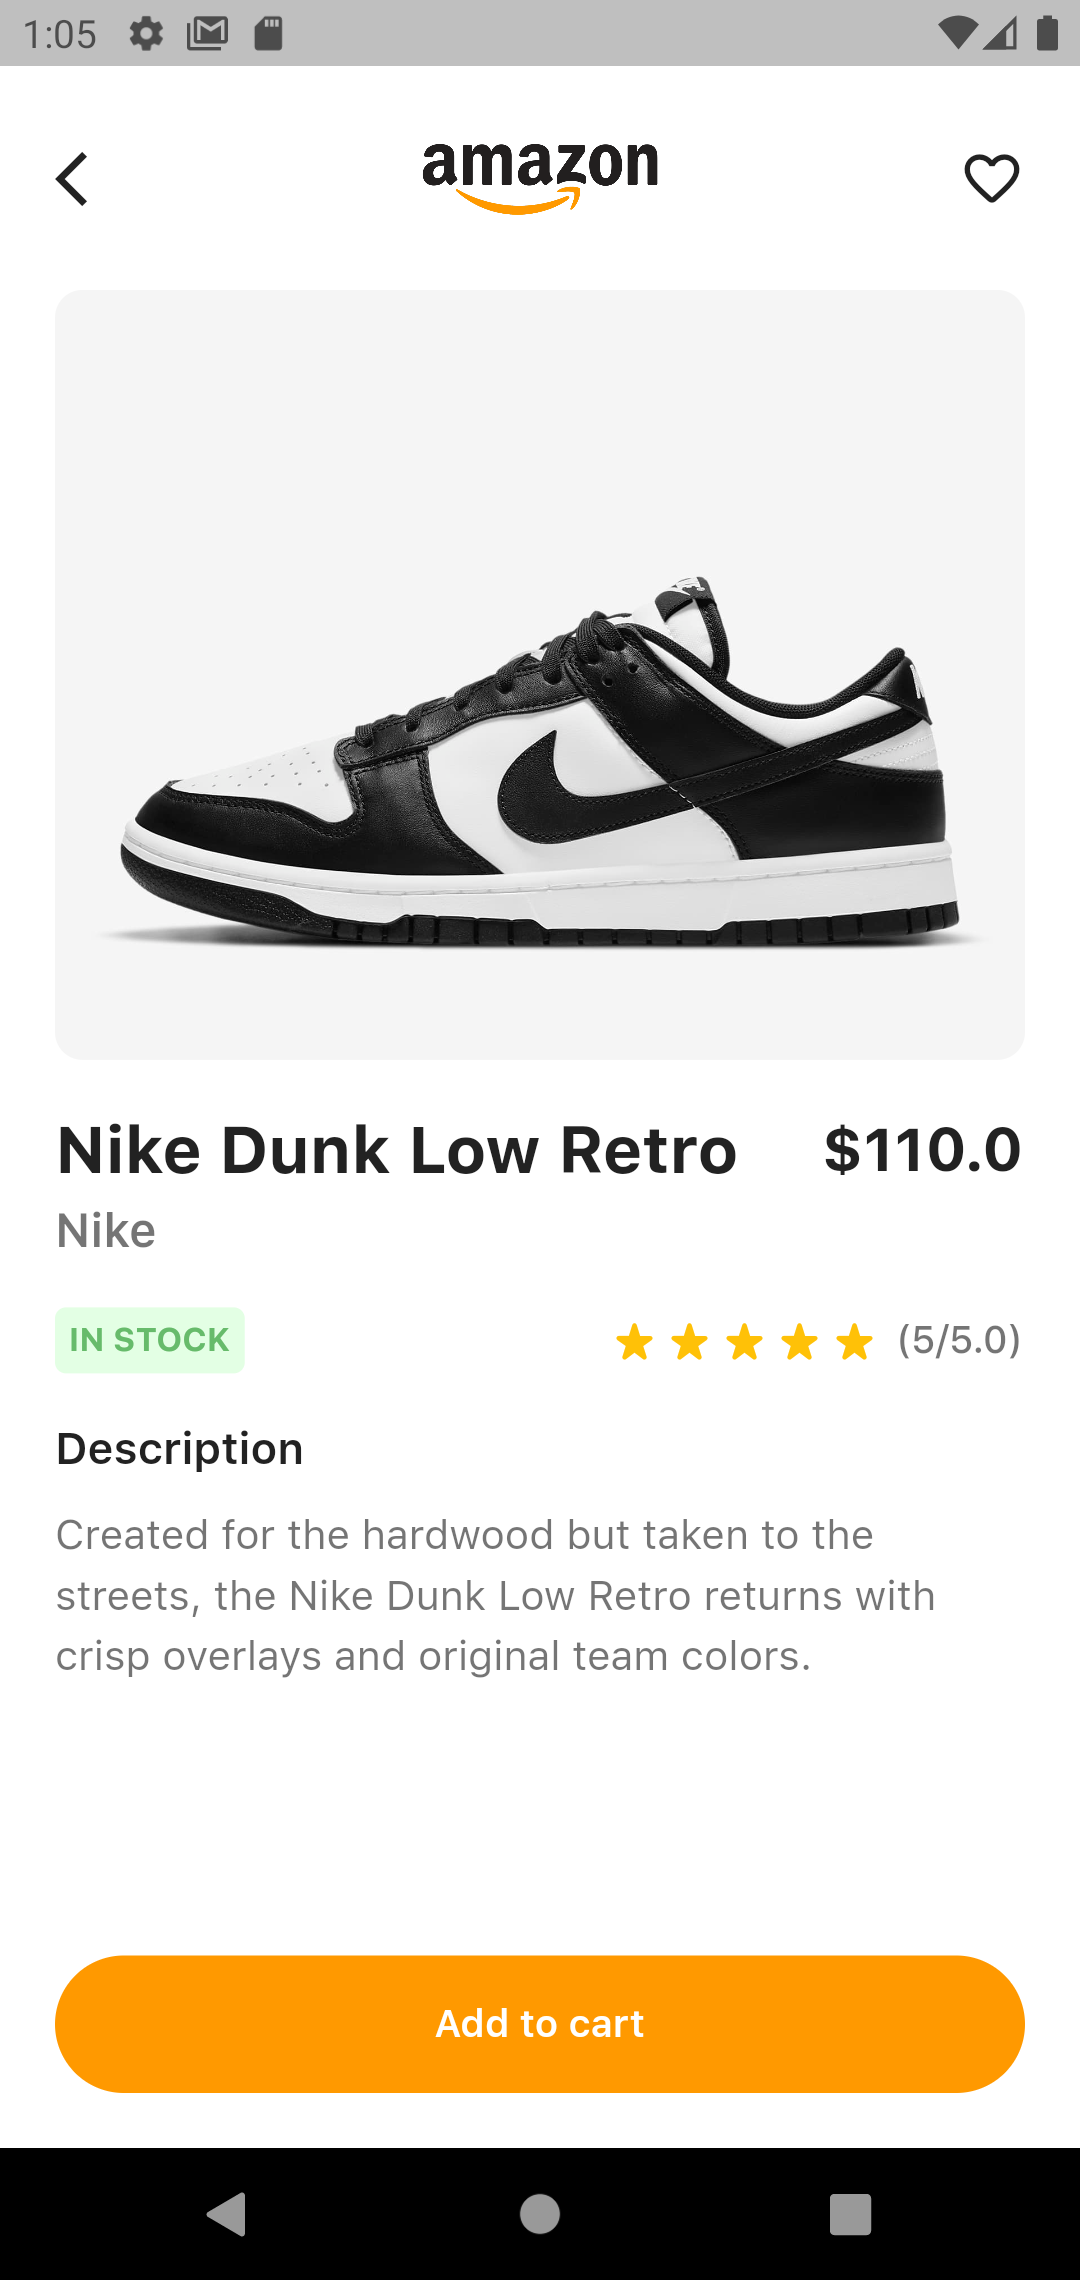 1:05
amazon
Nike Dunk Low Retro $110.0
Nike
IN STOCK (5/5.0)
Description
Created for the hardwood but taken to the
streets, the Nike Dunk Low Retro returns with
crisp overlays and original team colors.
Add to cart